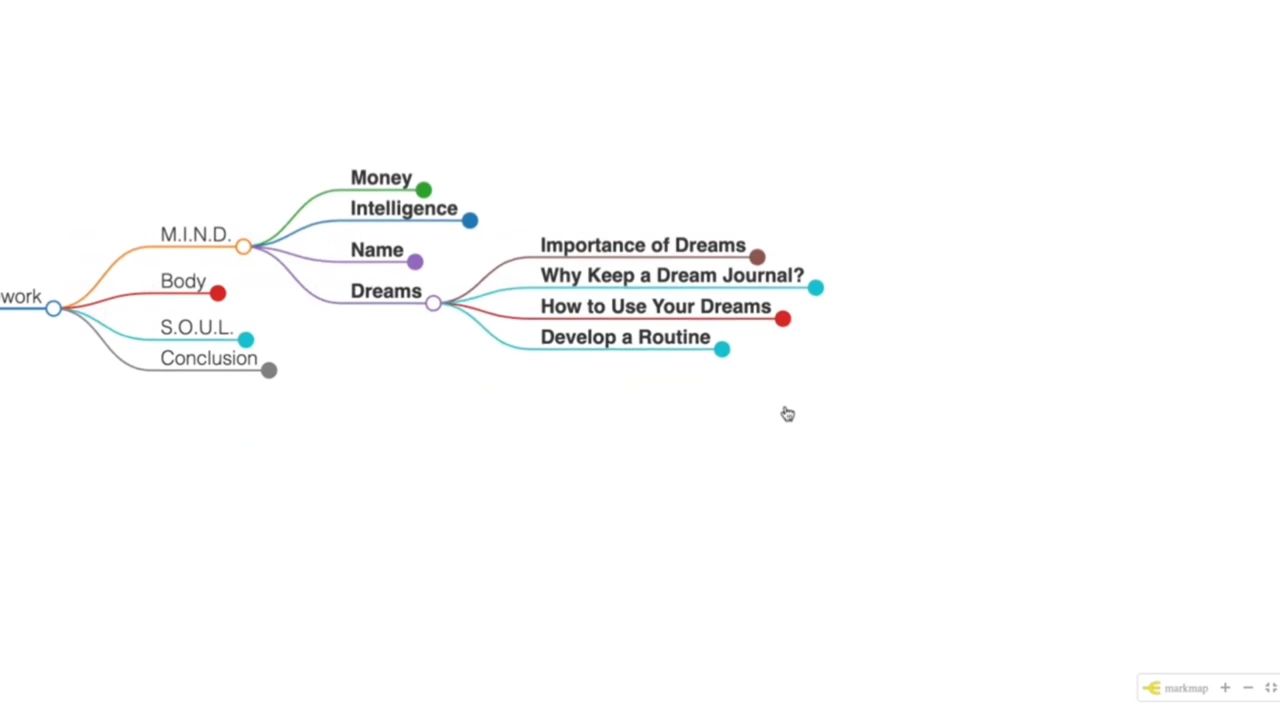 Money
Intelligence
M.I.N.D.
Importance of Dreams
Name
Why Keep a Dream Journal?
Body
Dreams
work
How to Use Your Dreams
S.O.U.L.
Develop a Routine
Conclusion
markmap + −